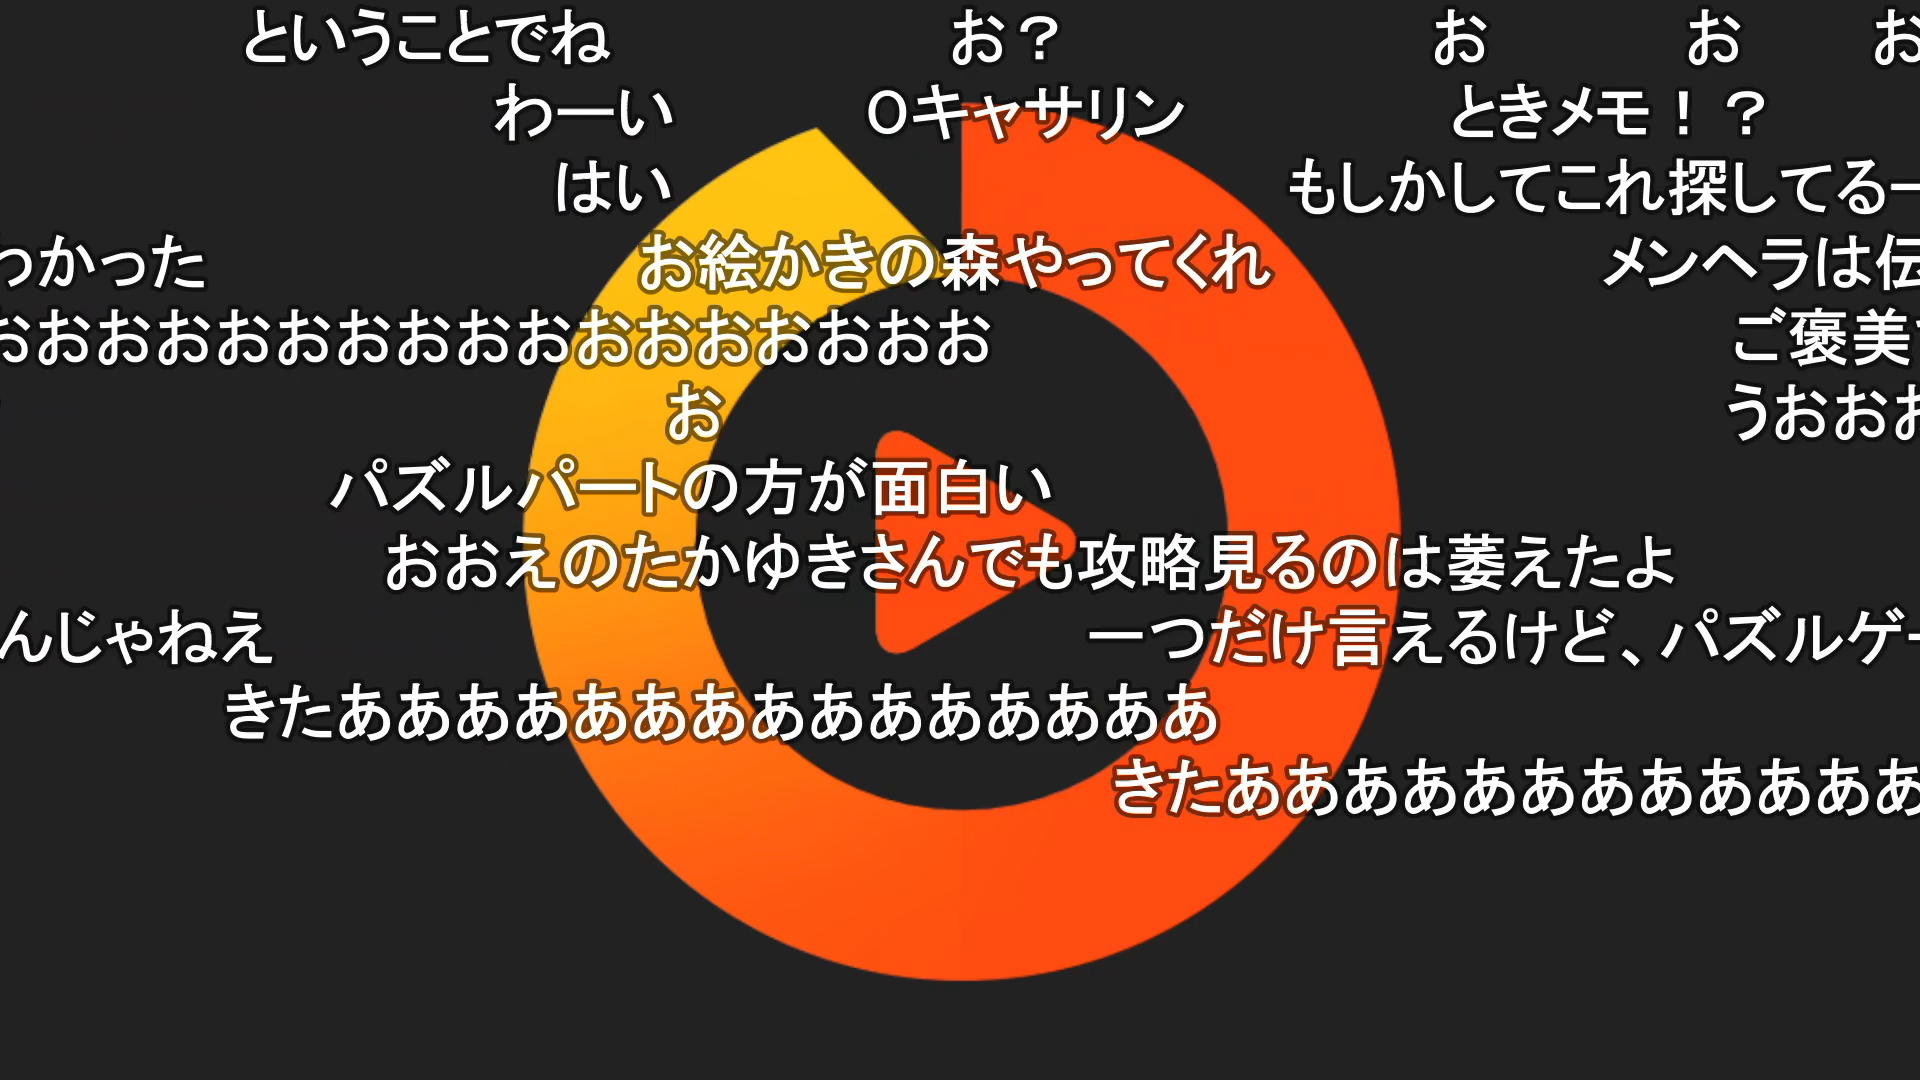 ということでね お？ お お お
わーい 0キャサリン ときメモ！？
はい もしかしてこれ探してるー
わかった お絵かきの森やってくれ メンヘラは伝
おおおおおおおおおおおおおおおおお ご褒美
お うおおお
パズルパートの方が面白い
おおえのたかゆきさんでも攻略見るのは萎えたよ
んじゃねえ 一つだけ言えるけど、パズルゲー
きたあああああああああああああああ
きたああああああああああああ